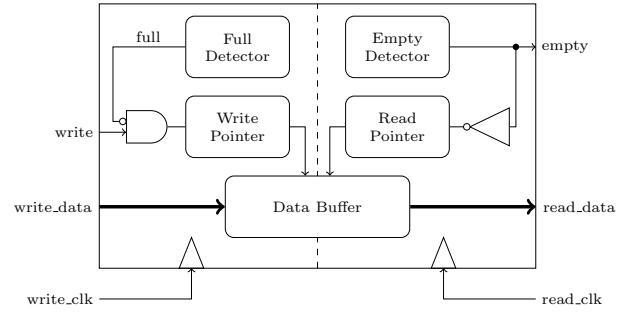 full
Full
Detector
Empty
Detector
empty
write
Write
Pointer
Read
Pointer
write_data
Data Buffer
read_data
write_clk
read_clk